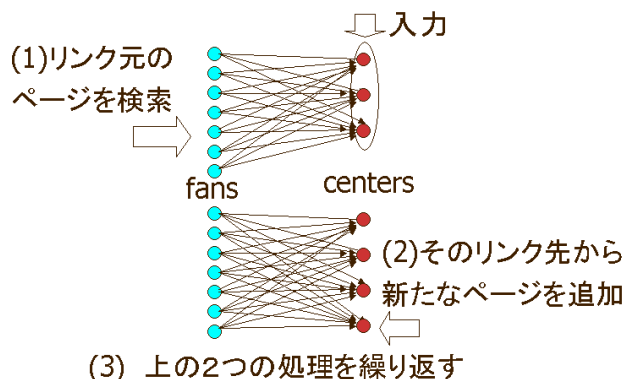 入力
(1)リンク元の
ページを検索
fans
centers
(2)そのリンク先から
新たなページを追加
(3) 上の2つの処理を繰り返す